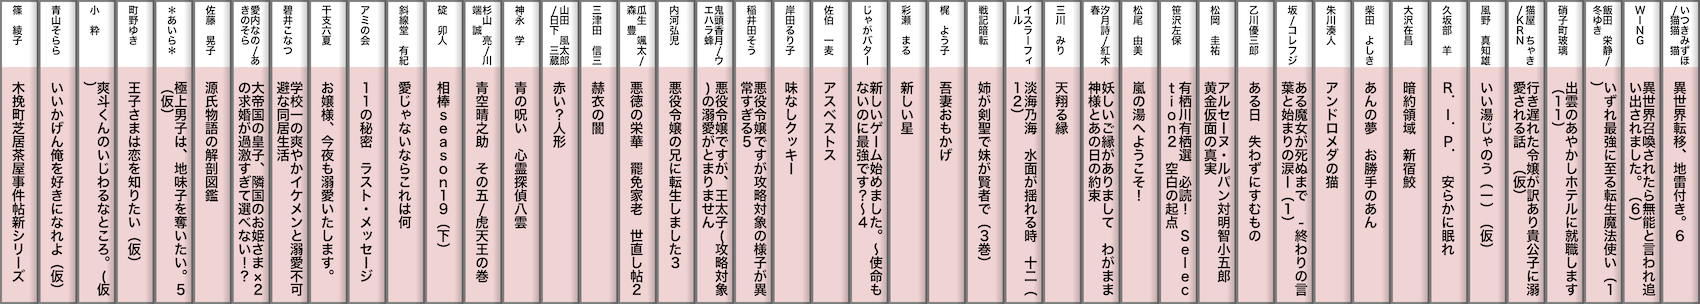 いつきみずほ
/猫猫 猫
異世界転移、地雷付き。6
WING
異世界召喚されたら無能と言われ追
い出されました。(6)
飯田 栄静/
冬ゆき
いずれ最強に至る転生魔法使い(1
)
硝子町玻璃
出雲のあやかしホテルに就職します
(11)
猫屋 ちゃき
/KRN
行き遅れた令嬢が訳あり貴公子に溺
愛される話 (仮)
風野 真知雄
いい湯じゃのう(二)(仮)
久坂部 羊
R.I.P. 安らかに眠れ
大沢在昌
暗約領域 新宿鮫
柴田 よしき
あんの夢 お勝手のあん
朱川湊人
アンドロメダの猫
坂/コレフジ
ある魔女が死ぬまで -終わりの言
葉と始まりの涙ー(1)
乙川優三郎
ある日 失わずにすむもの
松岡 圭祐
アルセーヌ・ルパン対明智小五郎
黄金仮面の真実
笹沢左保
有栖川有栖選 必読! Selec
tion2 空白の起点
松尾 由美
嵐の湯へようこそ!
汐月詩/紅木
春
妖しいご縁がありまして わがまま
神様とあの日の約束
三川 みり
天翔る縁
イスラーフィ
ール
淡海乃海 水面が揺れる時 十二(
12)
戦記暗転
姉が剣聖で妹が賢者で(3巻)
梶 よう子
吾妻おもかげ
彩瀬 まる
新しい星
じゃがバター
新しいゲーム始めました。~使命も
ないのに最強です?~4
佐伯 一麦
アスベストス
岸田るり子
味なしクッキー
稲井田そう
悪役令嬢ですが攻略対象の様子が異
常すぎる5
鬼頭香月/ウ
エハラ蜂
悪役令嬢ですが、王太子(攻略対象
)の溺愛がとまりません
内河弘児
悪役令嬢の兄に転生しました3
瓜生 颯太/
森 豊
悪徳の栄華 罷免家老 世直し帖2
三津田 信三
赫衣の闇
山田 風太郎
/日下 三蔵
赤い?人形
神永 学
青の呪い 心霊探偵八雲
杉山 亮/川
端 誠
青空晴之助 その五/虎天王の巻
碇 卯人
相棒season19(下)
斜線堂 有紀
愛じゃないならこれは何
アミの会
11の秘密 ラスト・メッセージ
干支六夏
お嬢様、今夜も溺愛いたします。
碧井こなつ
学校一の爽やかイケメンと溺愛不可
避な同居生活
愛内なの/あ
きのそら
大帝国の皇子、隣国のお姫さま×2
の求婚が過激すぎて選べない!?
佐藤 晃子
源氏物語の解剖図鑑
*あいら*
極上男子は、地味子を奪いたい。5
(仮)
町野ゆき
王子さまは恋を知りたい(仮)
小 粋
爽斗くんのいじわるなところ。(仮
)
青山そらら
いいかげん俺を好きになれよ(仮)
篠 綾子
木挽町芝居茶屋事件帖新シリーズ